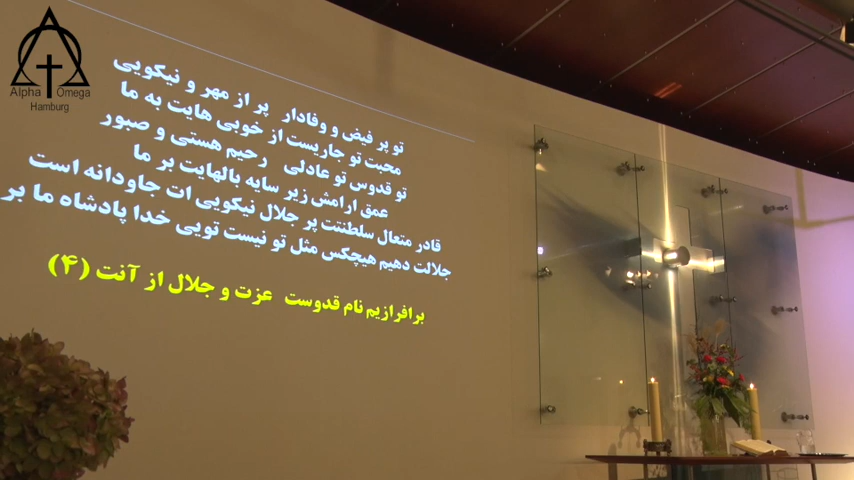 Alpha Omega
Hamburg
تو پر فیض و وفادار پر از مهر و نیکویی
محبت تو جاریست از خوبی هایت به ما
تو قدوس تو عادلی رحیم هستی و صبور
عمق ارامش زیر سایه بالهایت بر ما
قادر متعال سلطنتت پر جلال نیکویی ات جاودانه است
جلالت دهیم هیچکس مثل تو نیست تویی خدا پادشاه ما بر
برافرازیم نام قدوست عزت و جلال از آنت (۴)